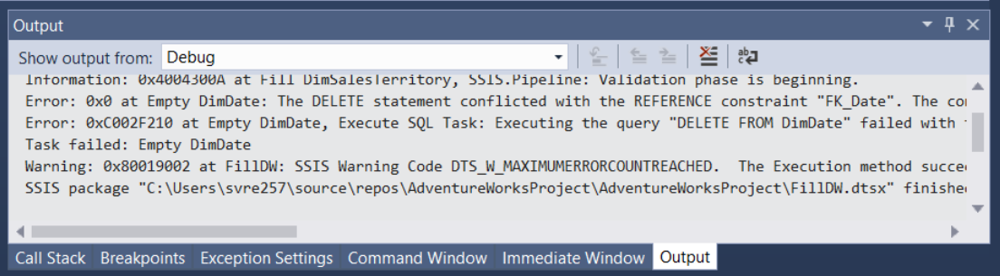 Output
Show output from: Debug
Information: 0x4004300A at Fill DimSalesTerritory, SSIS.Pipeline: Validation phase is beginning.
Error: 0x0 at Empty DimDate: The DELETE statement conflicted with the REFERENCE constraint "FK_Date". The
Error: 0xC002F210 at Empty DimDate, Execute SQL Task: Executing the query "DELETE FROM DimDate" failed with
Task failed: Empty DimDate
Warning: 0x80019002 at FillDW: SSIS Warning Code DTS_W_MAXIMUMERRORCOUNTREACHED.  The Execution method
SSIS package "C:\Users\svre257\source\repos\AdventureWorksProject\AdventureWorksProject\FillDW.dtsx"
Call Stack Breakpoints Exception Settings Command Window Immediate Window Output